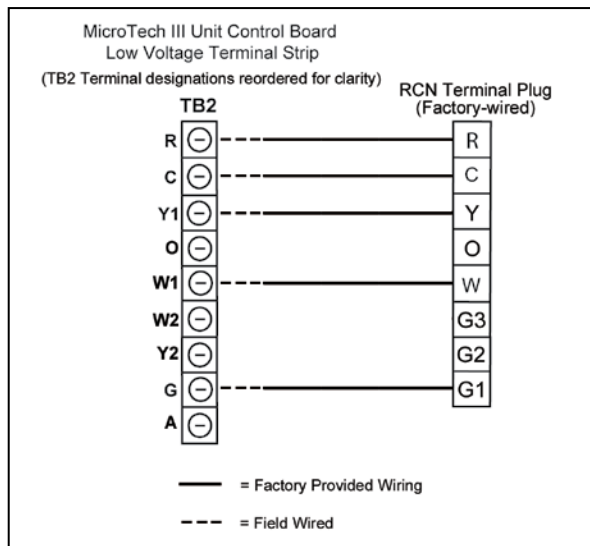 MicroTech III Unit Control Board
Low Voltage Terminal Strip
(TB2 Terminal designations reordered for clarity)
RCN Terminal Plug
(Factory-wired)
TB2
R R
C C
Y1 Y
O O
W1 W
W2 G3
Y2 G2
G G1
A
= Factory Provided Wiring
= Field Wired